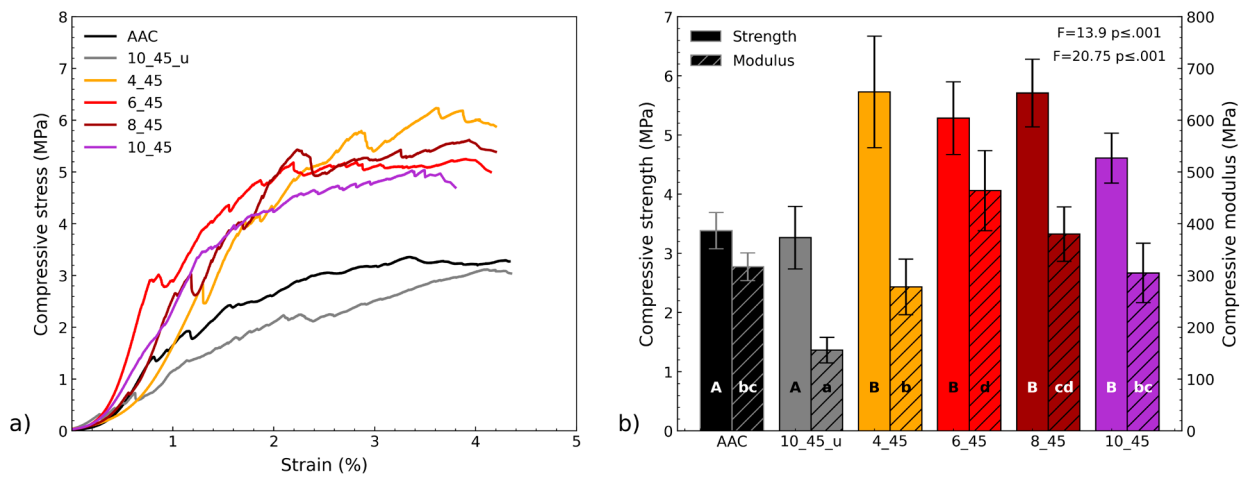 a)
Compressive stress (MPa)
8
7
6
5
4
3
2
1
0
AAC
10_45_u
4_45
6_45
8_45
10_45
1
2
3
4
5
Strain (%)
b)
Compressive strength (MPa)
7
6
5
4
3
2
1
0
Strength
Modulus
F=13.9 p≤.001
F=20.75 p≤.001
A bc A a B b B d B cd B bc
AAC 10_45_u 4_45 6_45 8_45 10_45
800
700
600
500
400
300
200
100
0
Compressive modulus (MPa)